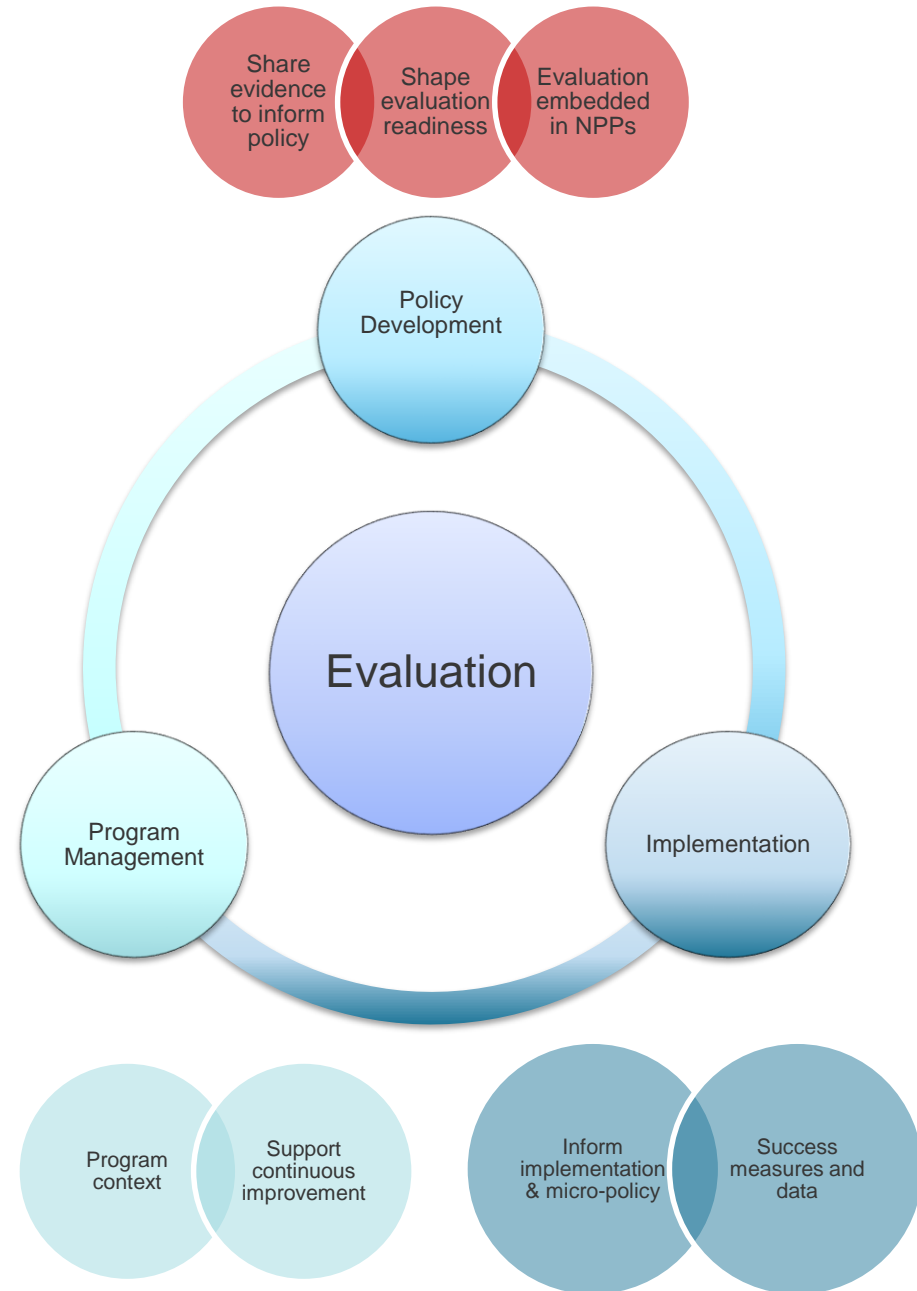 Share
evidence
to inform
policy
Shape
evaluation
readiness
Evaluation
embedded
in NPPs
Policy
Development
Evaluation
Program
Management
Implementation
Program
context
Support
continuous
improvement
Inform
implementation
& micro-policy
Success
measures and
data